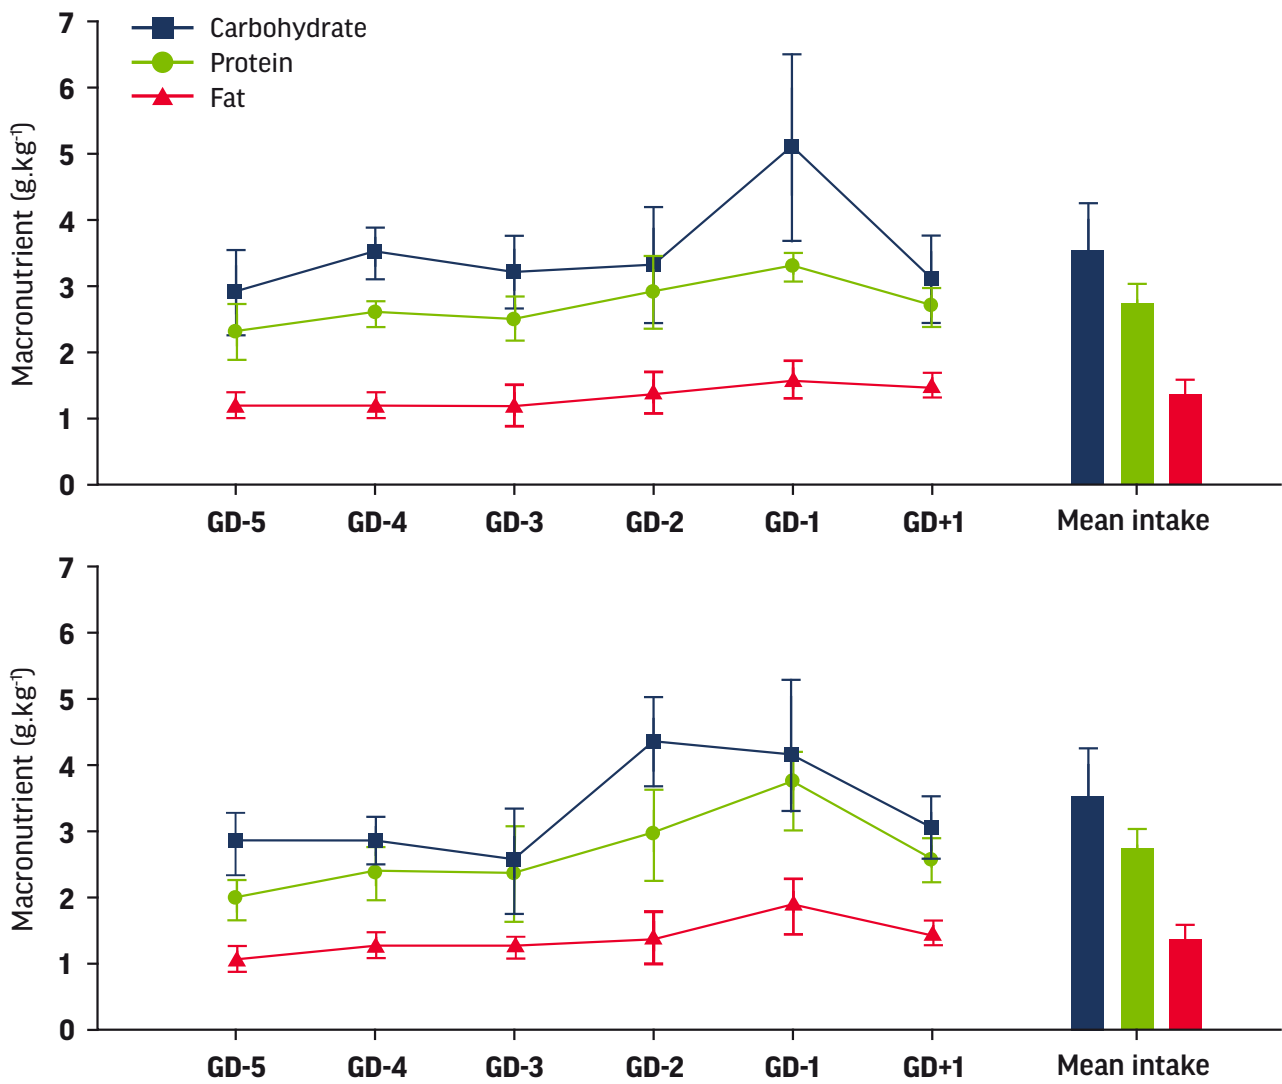 Carbohydrate
Protein
Fat
Macronutrient (g.kg⁻¹)
7
6
5
4
3
2
1
0
GD-5 GD-4 GD-3 GD-2 GD-1 GD+1 Mean intake
Macronutrient (g.kg⁻¹)
7
6
5
4
3
2
1
0
GD-5 GD-4 GD-3 GD-2 GD-1 GD+1 Mean intake